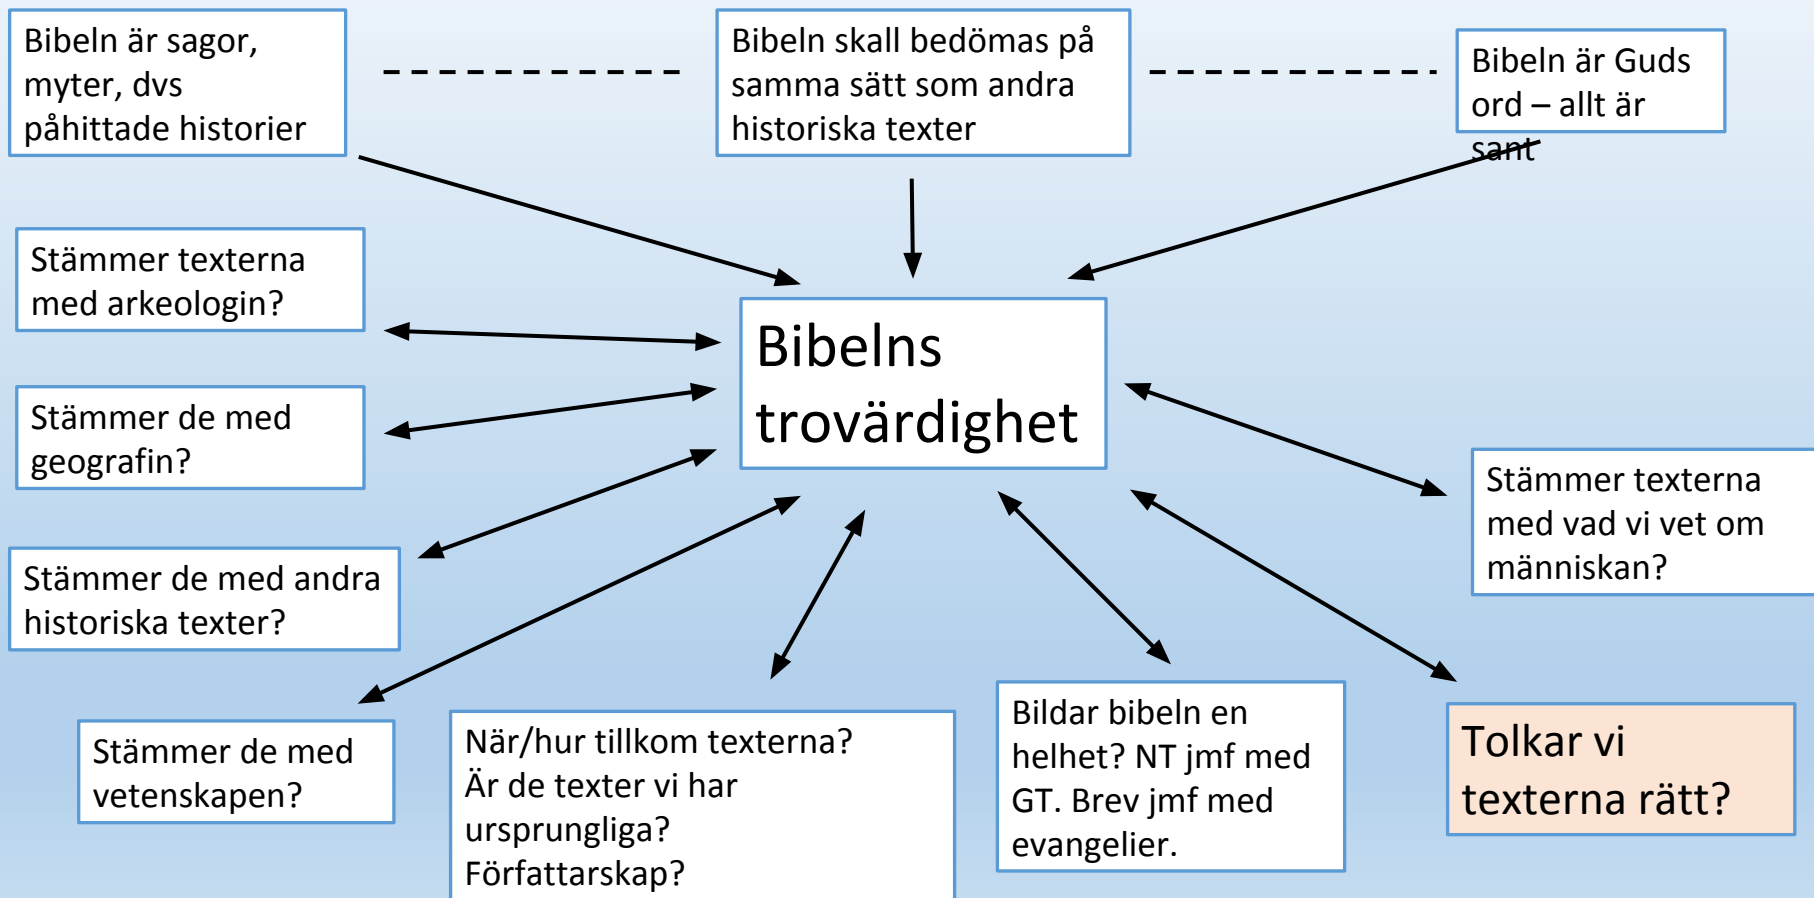 Bibeln är sagor,
myter, dvs
påhittade historier
Bibeln skall bedömas på
samma sätt som andra
historiska texter
Bibeln är Guds
ord – allt är
sant
Stämmer texterna
med arkeologin?
Bibelns
trovärdighet
Stämmer de med
geografin?
Stämmer texterna
med vad vi vet om
människan?
Stämmer de med andra
historiska texter?
Stämmer de med
vetenskapen?
När/hur tillkom texterna?
Är de texter vi har
ursprungliga?
Författarskap?
Bildar bibeln en
helhet? NT jmf med
GT. Brev jmf med
evangelier.
Tolkar vi
texterna rätt?